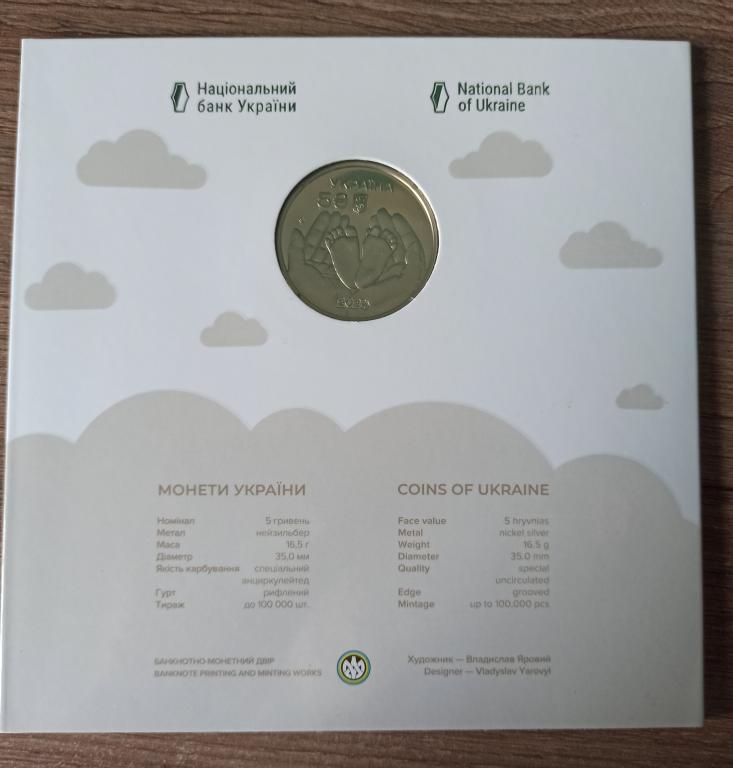 Національний
банк України
National Bank
of Ukraine
УКРАЇНА
5
МОНЕТИ УКРАЇНИ
Номінал 5 гривень
Метал нейзильбер
Маса 16,5 г
Діаметр 35,0 мм
Якість карбування спеціальний
анциркулейтед
Гурт рифлений
Тираж до 100 000 шт.
COINS OF UKRAINE
Face value 5 hryvnias
Metal nickel silver
Weight 16.5 g
Diameter 35.0 mm
Quality special
uncirculated
Edge grooved
Mintage up to 100,000 pcs
БАНКНОТНО-МОНЕТНИЙ ДВІР
BANKNOTE PRINTING AND MINTING WORKS
Художник — Владислав Яровий
Designer — Vladyslav Yarovyi